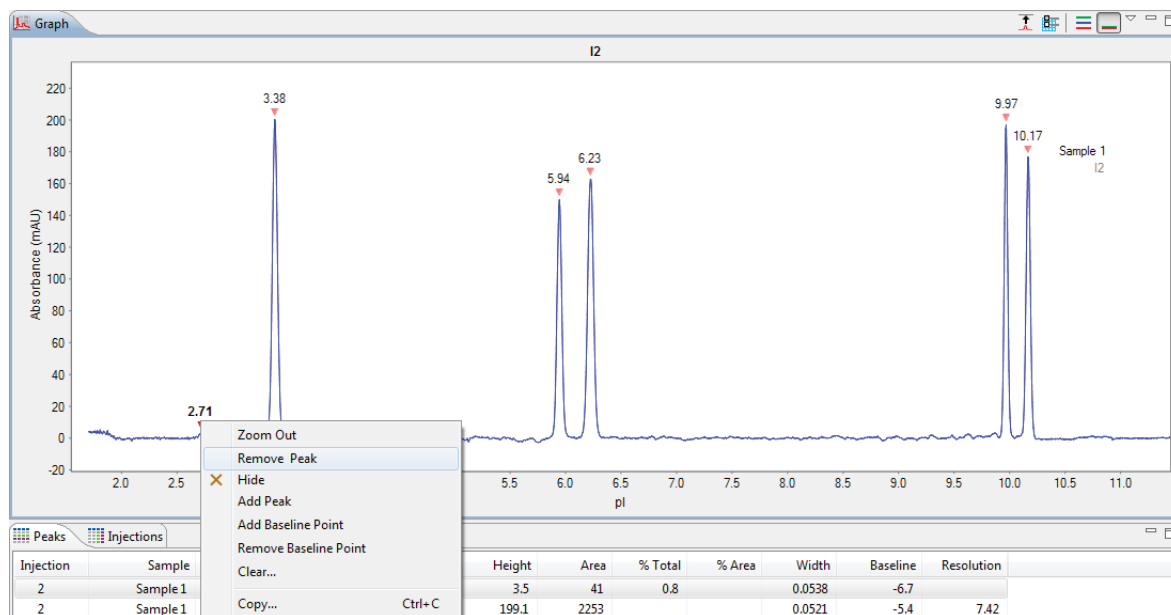 Graph
I2
220
200
180
160
140
120
100
80
60
40
20
0
-20
Absorbance (mAU)
3.38
5.94
6.23
9.97
10.17
Sample 1
I2
2.71
2.0 2.5 5.5 6.0 6.5 7.0 7.5 8.0 8.5 9.0 9.5 10.0 10.5 11.0
pI
Zoom Out
Remove Peak
Hide
Add Peak
Add Baseline Point
Remove Baseline Point
Clear...
Copy... Ctrl+C
Peaks Injections
Injection Sample Height Area % Total % Area Width Baseline Resolution
2 Sample 1 3.5 41 0.8 0.0538 -6.7
2 Sample 1 199.1 2253 0.0521 -5.4 7.42